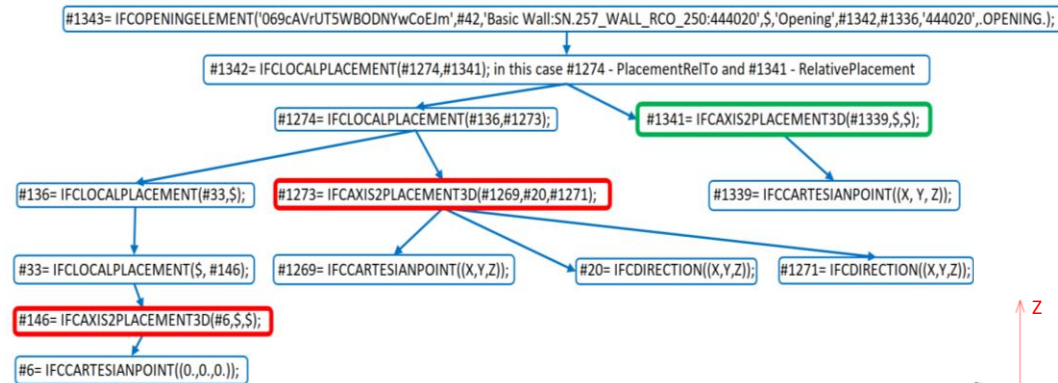 #1343= IFCOPENINGELEMENT('069cAVrUT5WBODNYwCoEJm',#42,'Basic Wall:SN.257_WALL_RCO_250:444020',$,'Opening',#1342,#1336,'444020',.OPENING.);
#1342= IFCLOCALPLACEMENT(#1274,#1341); in this case #1274 - PlacementRelTo and #1341 - RelativePlacement
#1274= IFCLOCALPLACEMENT(#136,#1273);
#1341= IFCAXIS2PLACEMENT3D(#1339,$,$);
#136= IFCLOCALPLACEMENT(#33,$);
#1273= IFCAXIS2PLACEMENT3D(#1269,#20,#1271);
#1339= IFCCARTESIANPOINT((X, Y, Z));
#33= IFCLOCALPLACEMENT($, #146);
#1269= IFCCARTESIANPOINT((X,Y,Z));
#20= IFCDIRECTION((X,Y,Z));
#1271= IFCDIRECTION((X,Y,Z));
#146= IFCAXIS2PLACEMENT3D(#6,$,$);
Z
#6= IFCCARTESIANPOINT((0.,0.,0.));